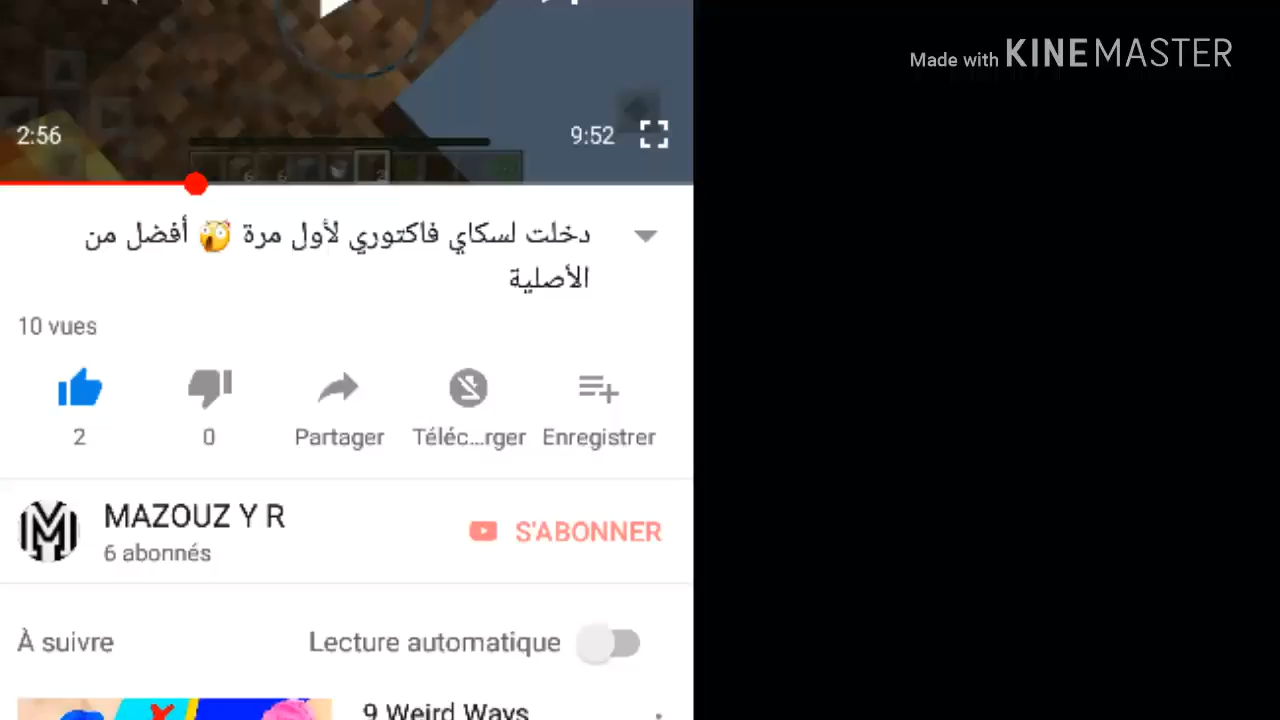 Made with KINEMASTER
2:56
9:52
دخلت لسكاي فاكتوري لأول مرة 😲 أفضل من
الأصلية
10 vues
2
0
Partager
Téléc...rger
Enregistrer
MAZOUZ Y R
6 abonnés
S'ABONNER
À suivre
Lecture automatique
9 Weird Ways